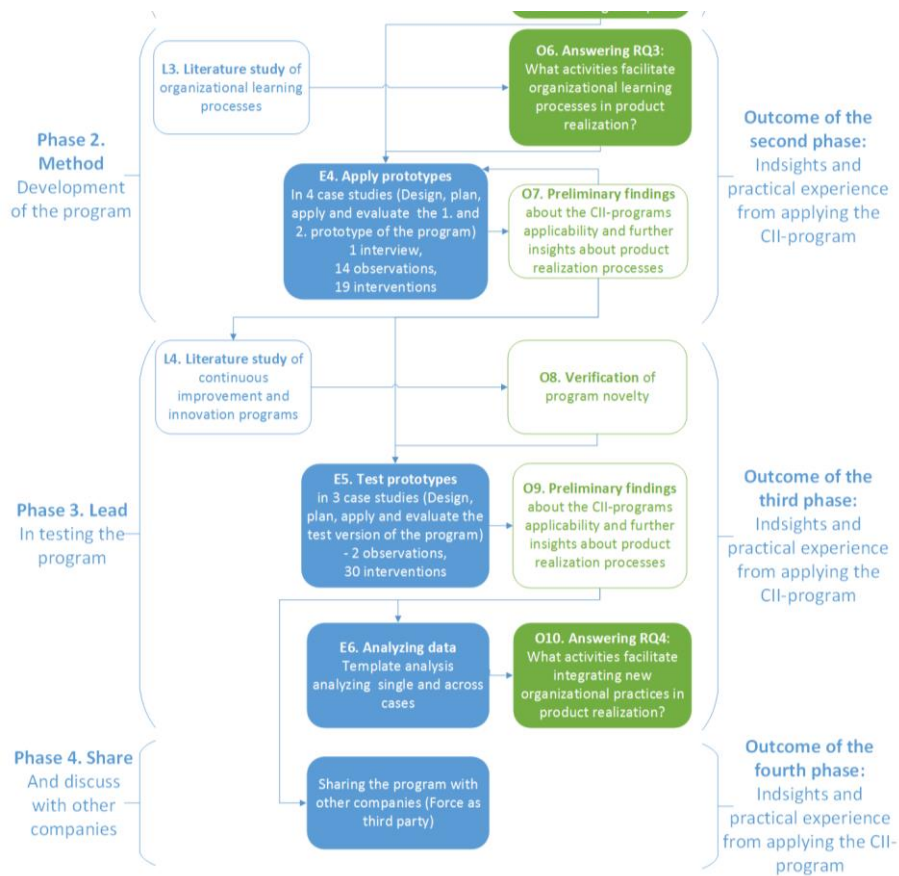 L3. Literature study of
organizational learning
processes
O6. Answering RQ3:
What activities facilitate
organizational learning
processes in product
realization?
Phase 2.
Method
Development
of the program
Outcome of the
second phase:
Indsights and
practical experience
from applying the
CII-program
E4. Apply prototypes
In 4 case studies (Design, plan,
apply and evaluate the 1. and
2. prototype of the program)
1 interview,
14 observations,
19 interventions
O7. Preliminary findings
about the CII-programs
applicability and further
insights about product
realization processes
L4. Literature study of
continuous
improvement and
innovation programs
O8. Verification of
program novelty
Phase 3. Lead
In testing the
program
Outcome of the
third phase:
Indsights and
practical experience
from applying the
CII-program
E5. Test prototypes
in 3 case studies (Design,
plan, apply and evaluate the
test version of the program)
- 2 observations,
30 interventions
O9. Preliminary findings
about the CII-programs
applicability and further
insights about product
realization processes
E6. Analyzing data
Template analysis
analyzing single and across
cases
O10. Answering RQ4:
What activities facilitate
integrating new
organizational practices in
product realization?
Phase 4. Share
And discuss
with other
companies
Sharing the program with
other companies (Force as
third party)
Outcome of the
fourth phase:
Indsights and
practical experience
from applying the CII-
program